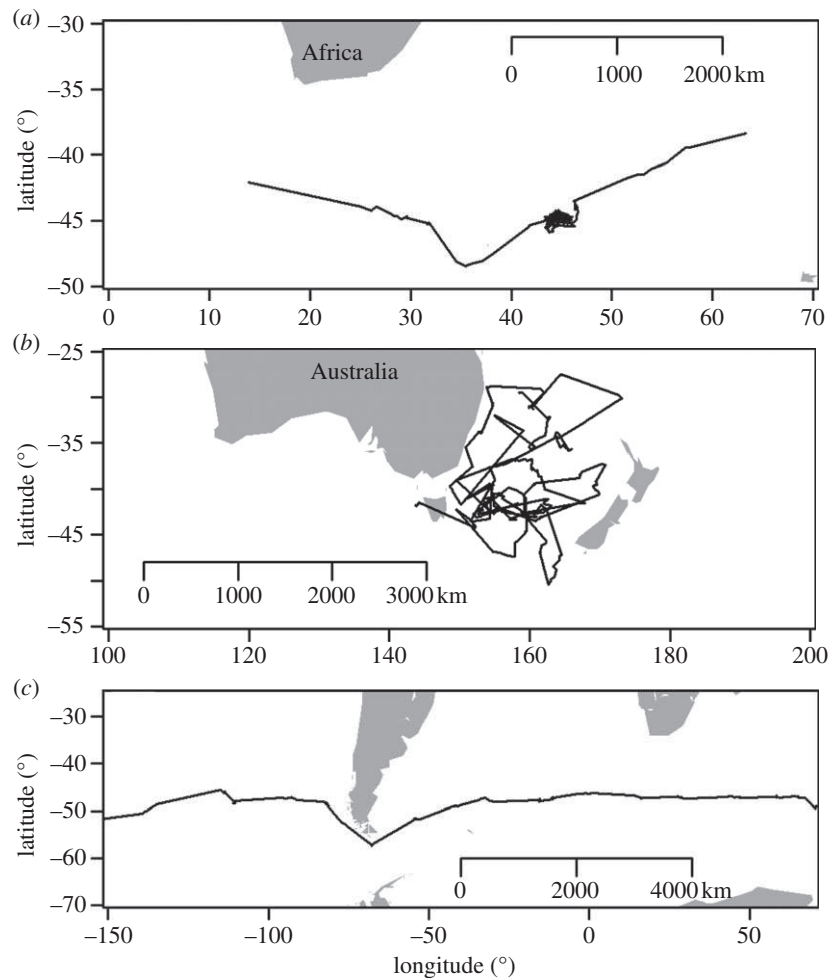 (a)
−30
−35
−40
−45
−50
latitude (°)
Africa
0 1000 2000 km
0 10 20 30 40 50 60 70
(b)
−25
−35
−45
−55
latitude (°)
Australia
0 1000 2000 3000 km
100 120 140 160 180 200
(c)
−30
−40
−50
−60
−70
latitude (°)
0 2000 4000 km
−150 −100 −50 0 50
longitude (°)